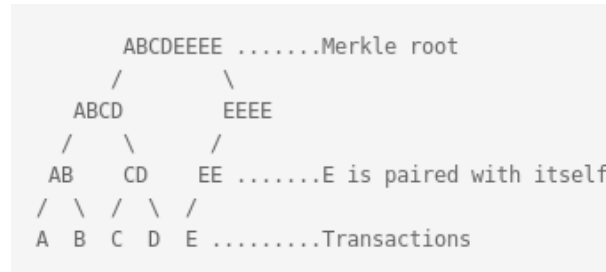 ABCDEEEE .......Merkle root
/ \
ABCD EEEE
/ \ /
AB CD EE .......E is paired with itself
/ \ / \ /
A B C D E .........Transactions